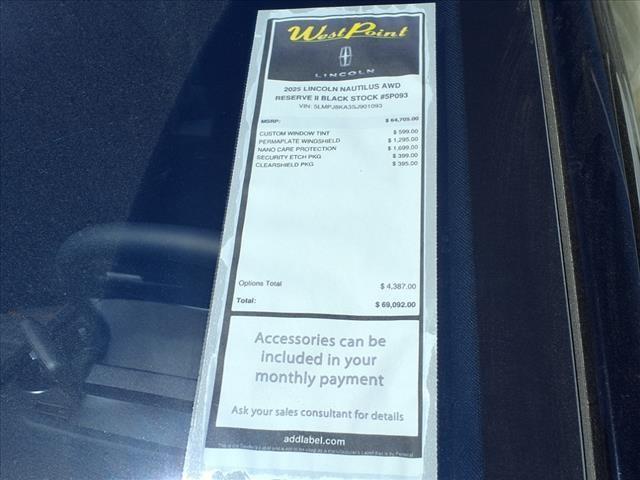 West Point
LINCOLN
2025 LINCOLN NAUTILUS AWD
RESERVE II BLACK STOCK #5P093
VIN: 5LMPJ8KA3SJ901093
MSRP: $ 64,705.00
CUSTOM WINDOW TINT $ 599.00
PERMAPLATE WINDSHIELD $ 1,295.00
NANO CARE PROTECTION $ 1,699.00
SECURITY ETCH PKG $ 399.00
CLEARSHIELD PKG $ 395.00
Options Total $ 4,387.00
Total: $ 69,092.00
Accessories can be
included in your
monthly payment
Ask your sales consultant for details
addlabel.com